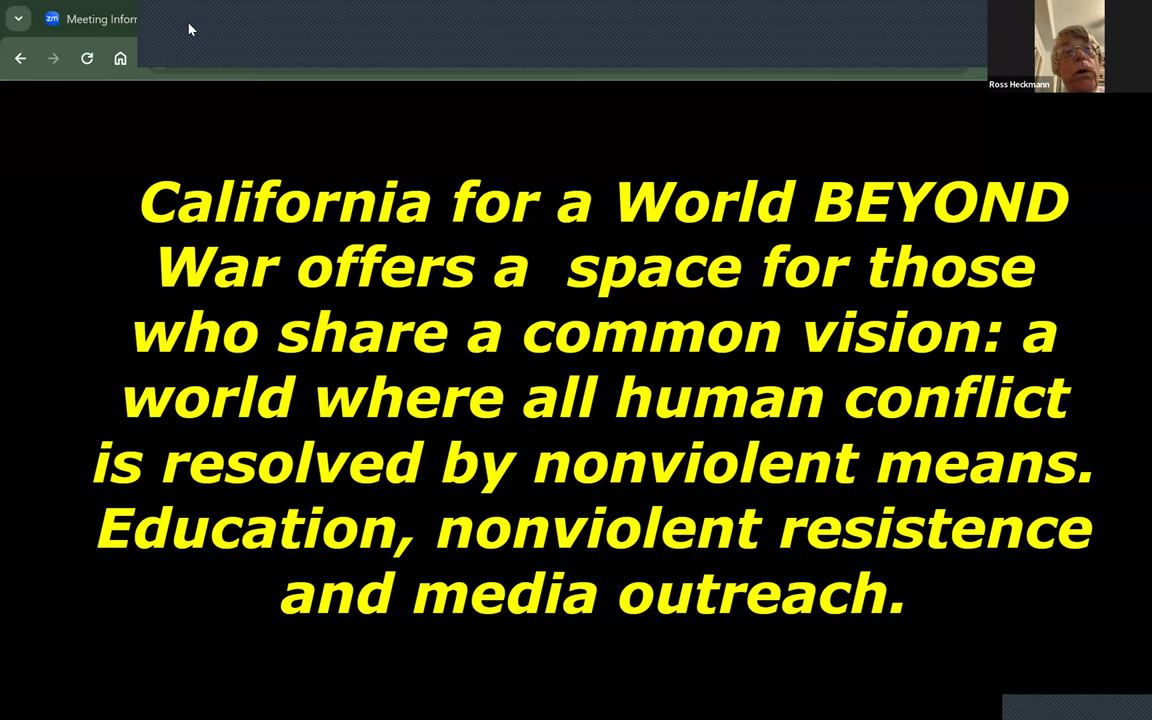 zm Meeting Inforr
Ross Heckmann
California for a World BEYOND
War offers a  space for those
who share a common vision: a
world where all human conflict
is resolved by nonviolent means.
Education, nonviolent resistence
and media outreach.